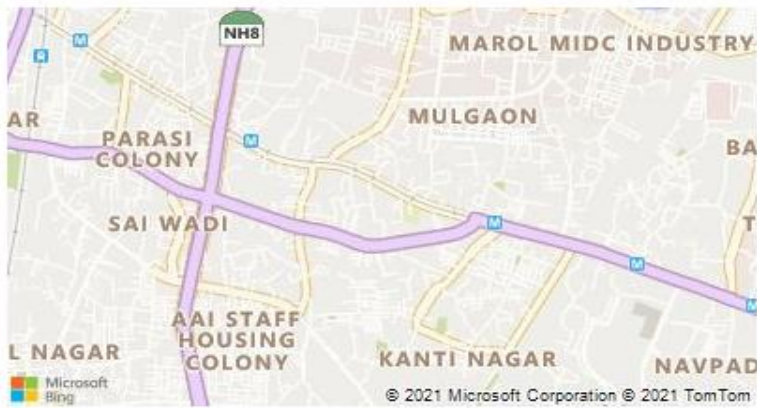 NH8
MAROL MIDC INDUSTRY
M
R
AR
MULGAON
PARASI
COLONY
M
BA
SAI WADI
M
T
M
M
AAI STAFF
HOUSING
COLONY
L NAGAR
KANTI NAGAR
NAVPAD
Microsoft
Bing
© 2021 Microsoft Corporation © 2021 TomTom